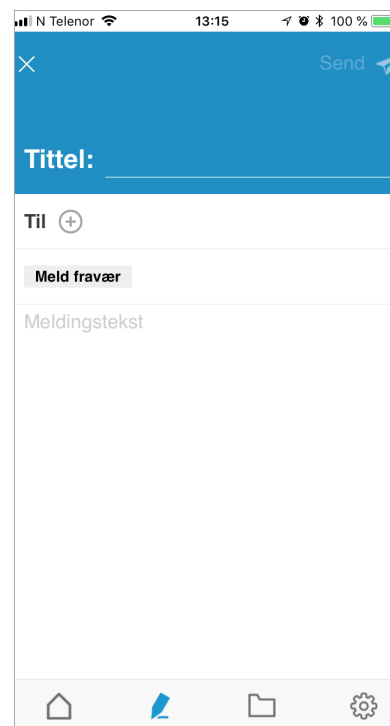 N Telenor 13:15 100 %
Send
Tittel:
Til
Meld fravær
Meldingstekst